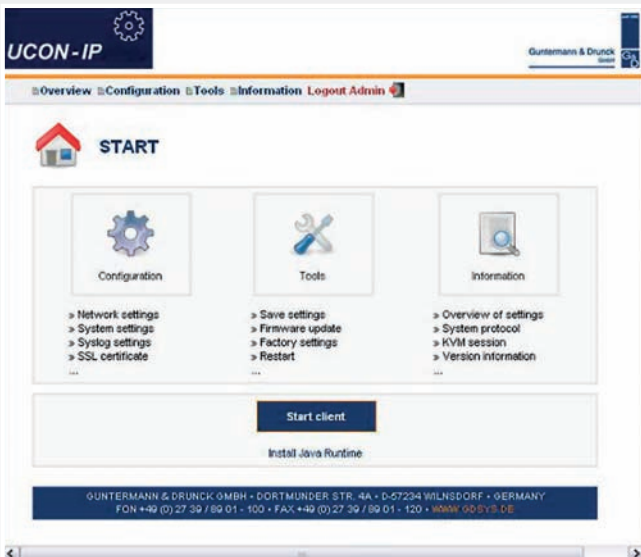 UCON-IP
Guntermann & Drunck
GmbH
Overview Configuration Tools Information Logout Admin
START
Configuration Tools Information
» Network settings » Save settings » Overview of settings
» System settings » Firmware update » System protocol
» Syslog settings » Factory settings » KVM session
» SSL certificate » Restart » Version information
... ... ...
Start client
Install Java Runtime
GUNTERMANN & DRUNCK GMBH • DORTMUNDER STR. 4A • D-57234 WILNSDORF • GERMANY
FON +49 (0) 27 39 / 89 01 - 100 • FAX +49 (0) 27 39 / 89 01 - 120 • WWW.GDSYS.DE